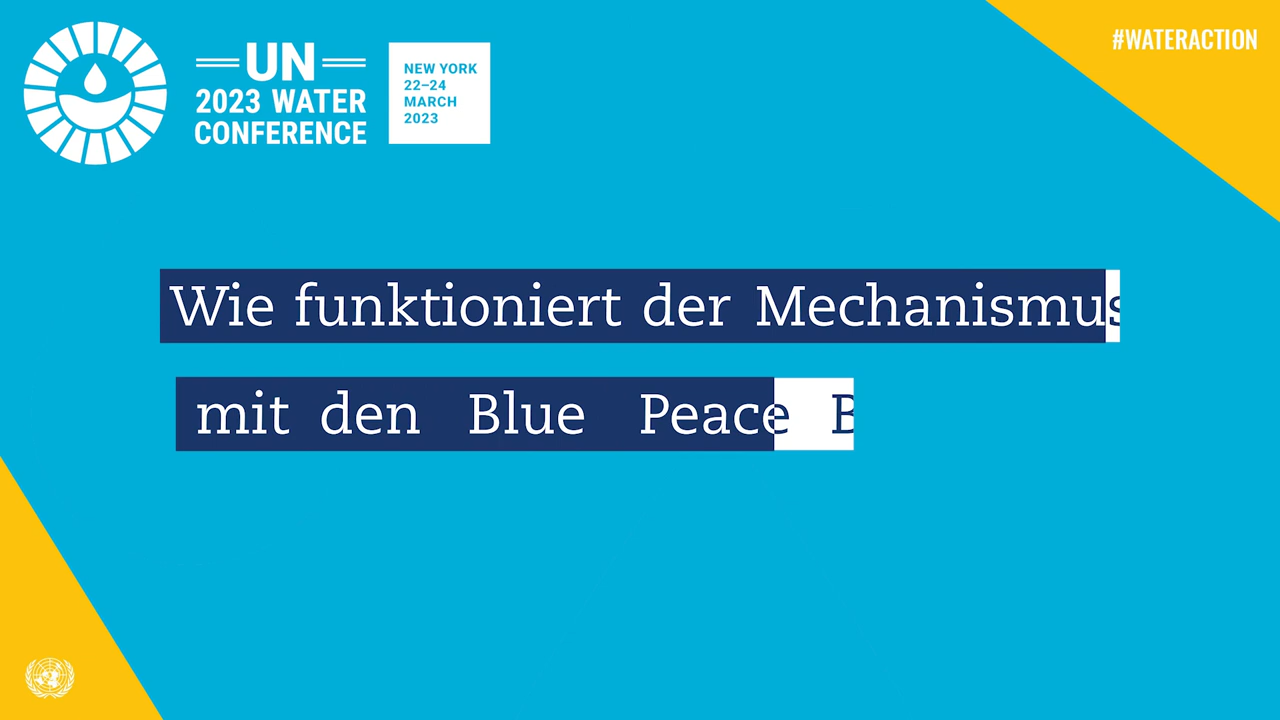 UN
2023 WATER
CONFERENCE
NEW YORK
22–24
MARCH
2023
#WATERACTION
Wie funktioniert der Mechanismus
mit den Blue Peace B